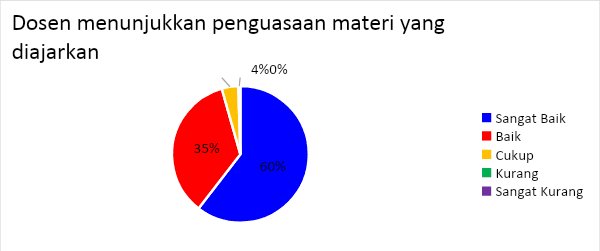 Dosen menunjukkan penguasaan materi yang
diajarkan
4%0%
35%
60%
Sangat Baik
Baik
Cukup
Kurang
Sangat Kurang